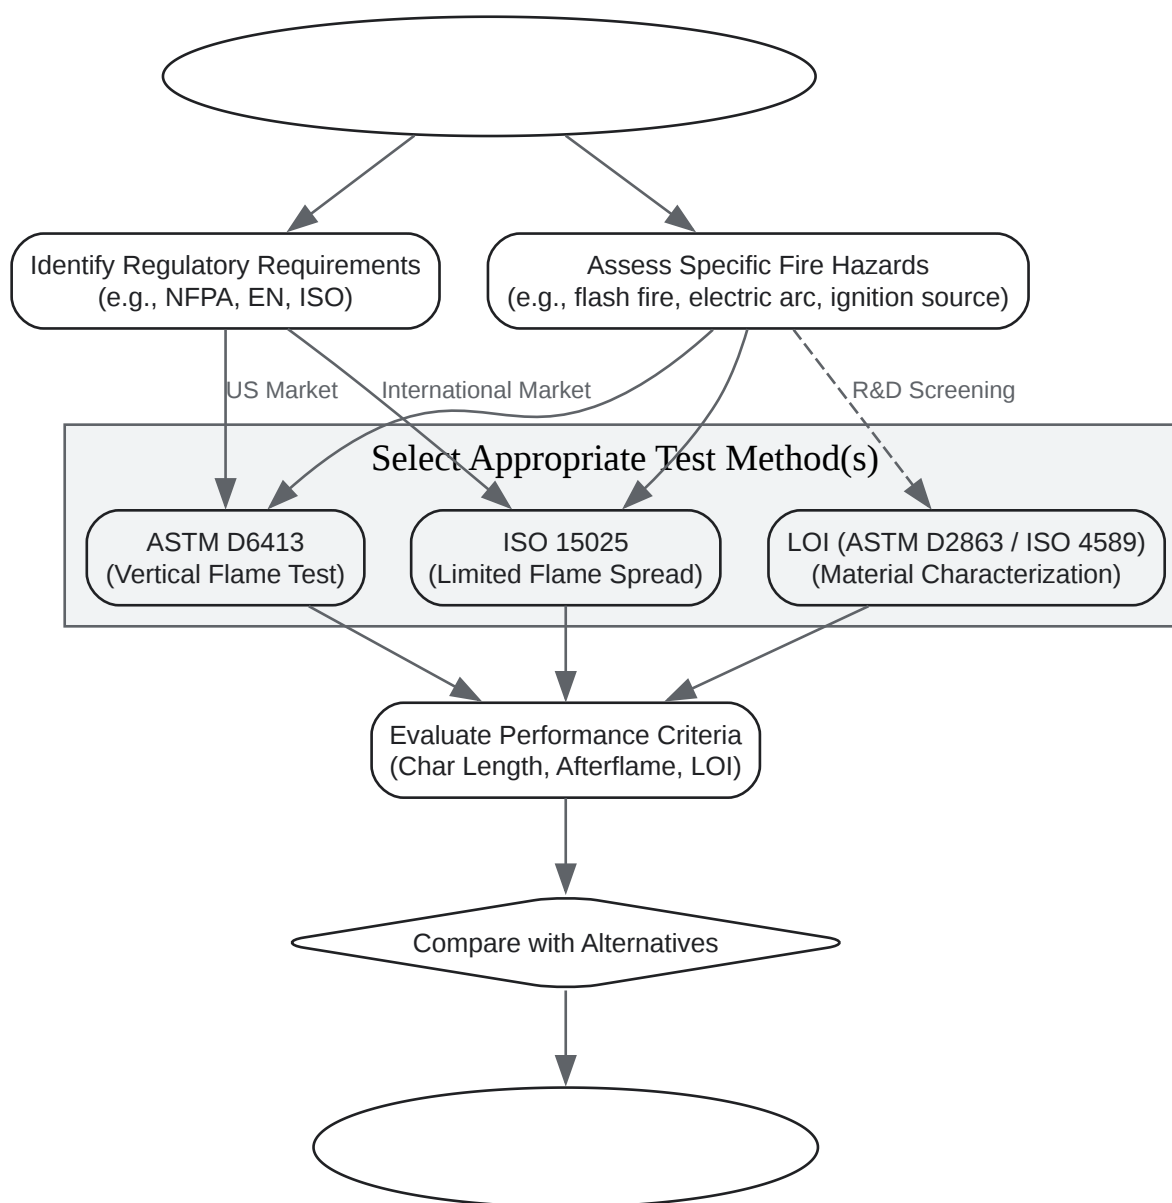 Identify Regulatory Requirements
(e.g., NFPA, EN, ISO)
Assess Specific Fire Hazards
(e.g., flash fire, electric arc, ignition source)
US Market
International Market
R&D Screening
Select Appropriate Test Method(s)
ASTM D6413
(Vertical Flame Test)
ISO 15025
(Limited Flame Spread)
LOI (ASTM D2863 / ISO 4589)
(Material Characterization)
Evaluate Performance Criteria
(Char Length, Afterflame, LOI)
Compare with Alternatives